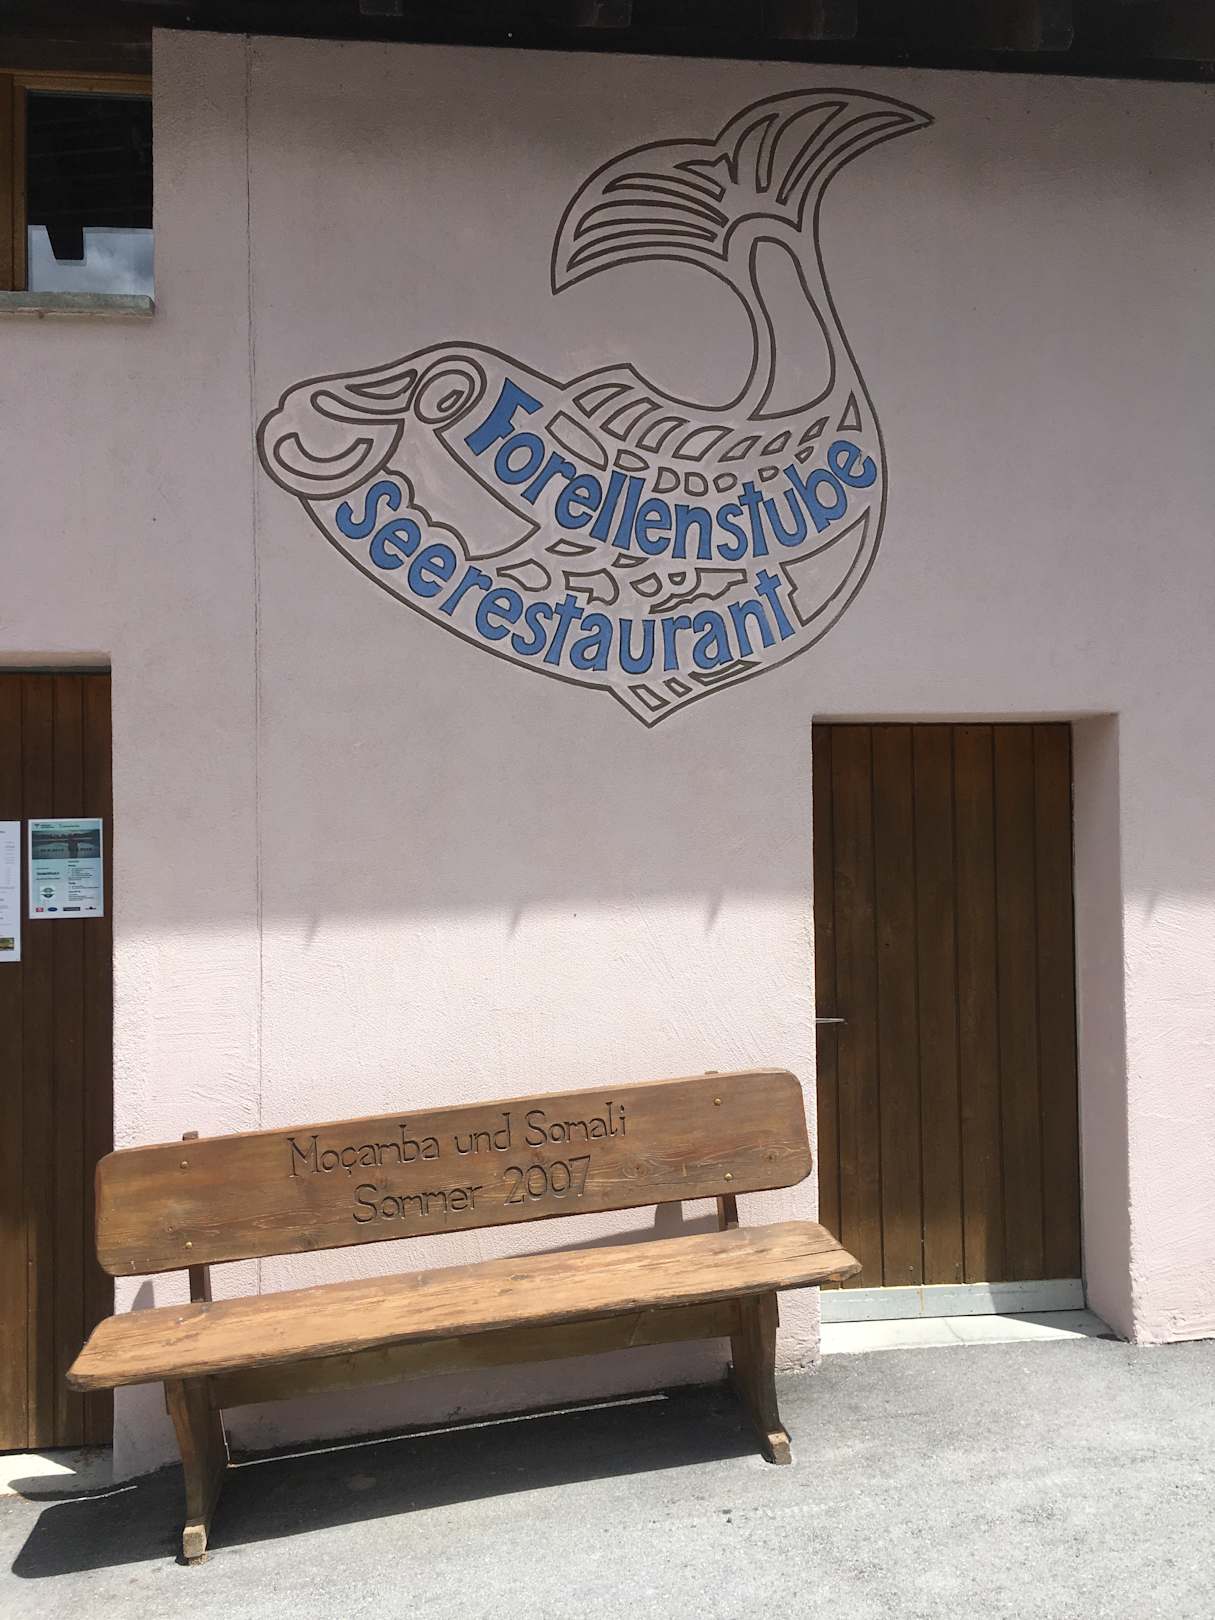 Forellenstube
Seerestaurant
Moçamba und Somali
Sommer 2007